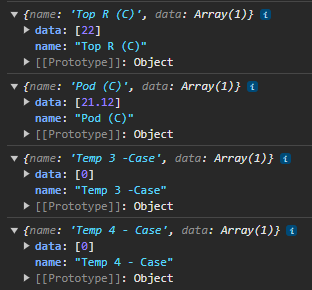 ▼ {name: 'Top R (C)', data: Array(1)} i
▶ data: [22]
name: "Top R (C)"
▶ [[Prototype]]: Object
▼ {name: 'Pod (C)', data: Array(1)} i
▶ data: [21.12]
name: "Pod (C)"
▶ [[Prototype]]: Object
▼ {name: 'Temp 3 -Case', data: Array(1)} i
▶ data: [0]
name: "Temp 3 -Case"
▶ [[Prototype]]: Object
▼ {name: 'Temp 4 - Case', data: Array(1)} i
▶ data: [0]
name: "Temp 4 - Case"
▶ [[Prototype]]: Object